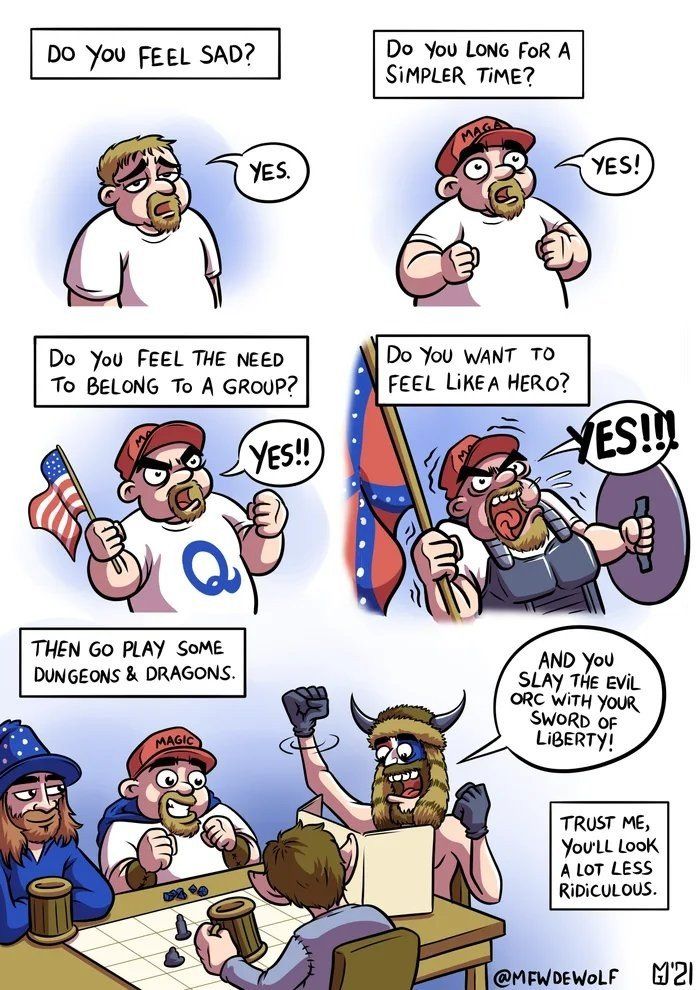 DO YOU FEEL SAD?
YES.
DO YOU LONG FOR A
SIMPLER TIME?
MAGA
YES!
DO YOU FEEL THE NEED
TO BELONG TO A GROUP?
MA
YES!!
Q
DO YOU WANT TO
FEEL LIKE A HERO?
MA
YES!!!
THEN GO PLAY SOME
DUNGEONS & DRAGONS.
MAGIC
AND YOU
SLAY THE EVIL
ORC WITH YOUR
SWORD OF
LIBERTY!
TRUST ME,
YOU'LL LOOK
A LOT LESS
RIDICULOUS.
@MFWDEWOLF
'21